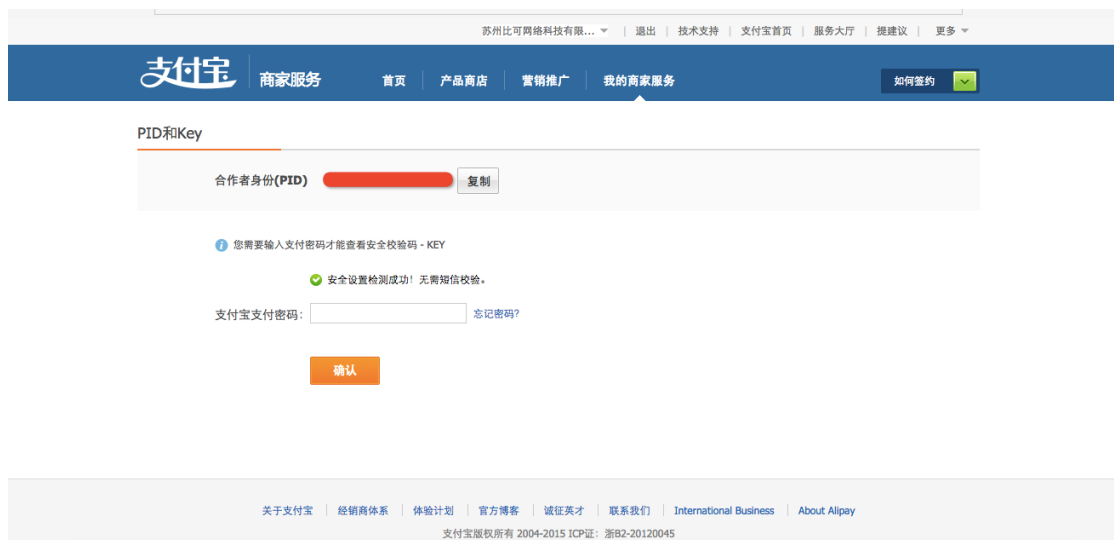 苏州比可网络科技有限... | 退出 | 技术支持 | 支付宝首页 | 服务大厅 | 提建议 | 更多
支付宝 | 商家服务 首页 产品商店 营销推广 我的商家服务 如何签约
PID和Key
合作者身份(PID) 复制
您需要输入支付密码才能查看安全校验码 - KEY
安全设置检测成功！无需短信校验。
支付宝支付密码: 忘记密码?
确认
关于支付宝 | 经销商体系 | 体验计划 | 官方博客 | 诚征英才 | 联系我们 | International Business | About Alipay
支付宝版权所有 2004-2015 ICP证：浙B2-20120045